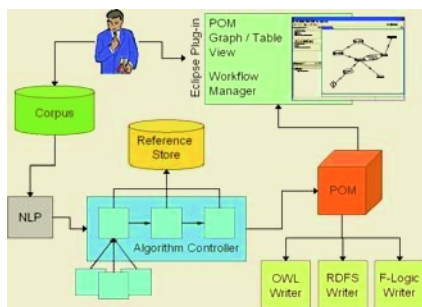 Eclipse Plug-in
POM
Graph / Table
View
Workflow
Manager
Corpus
Reference
Store
NLP
Algorithm Controller
POM
OWL
Writer
RDFS
Writer
F-Logic
Writer